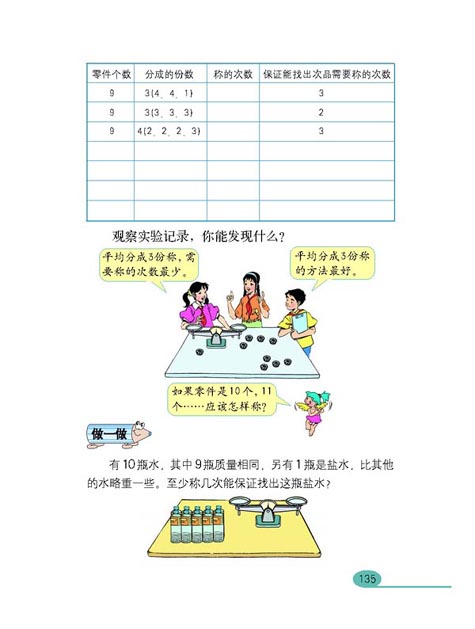 零件个数 分成的份数 称的次数 保证能找出次品需要称的次数
9 3(4、4、1) 3
9 3(3、3、3) 2
9 4(2、2、2、3) 3
观察实验记录，你能发现什么？
平均分成3份称，需
要称的次数最少。
平均分成3份称
的方法最好。
如果零件是10个，11
个……应该怎样称？
做一做
有10瓶水，其中9瓶质量相同，另有1瓶是盐水，比其他
的水略重一些。至少称几次能保证找出这瓶盐水？
135